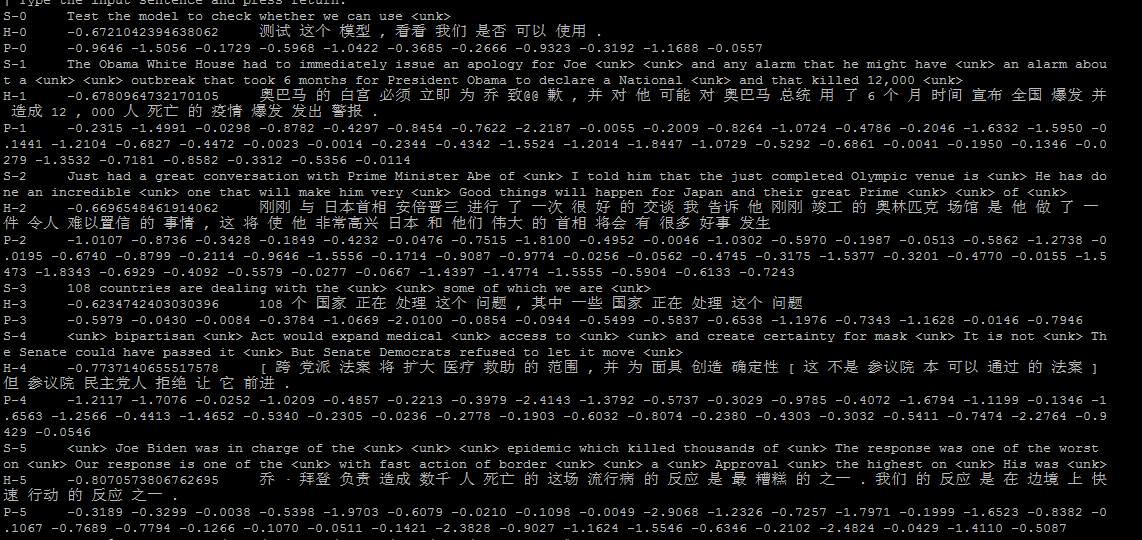 | Type the input sentence and press return:
S-0 Test the model to check whether we can use <unk>
H-0 -0.6721042394638062 测试 这个 模型 , 看看 我们 是否 可以 使用 .
P-0 -0.9646 -1.5056 -0.1729 -0.5968 -1.0422 -0.3685 -0.2666 -0.9323 -0.3192 -1.1688 -0.0557
S-1 The Obama White House had to immediately issue an apology for Joe <unk> <unk> and any alarm that he might have <unk> an alarm abou
t a <unk> <unk> outbreak that took 6 months for President Obama to declare a National <unk> and that killed 12,000 <unk>
H-1 -0.6780964732170105 奥巴马 的 白宫 必须 立即 为 乔 致@@ 歉 , 并 对 他 可能 对 奥巴马 总统 用 了 6 个 月 时间 宣布 全国 爆发 并
造成 12 , 000 人 死亡 的 疫情 爆发 发出 警报 .
P-1 -0.2315 -1.4991 -0.0298 -0.8782 -0.4297 -0.8454 -0.7622 -2.2187 -0.0055 -0.2009 -0.8264 -1.0724 -0.4786 -0.2046 -1.6332 -1.5950 -0
.1441 -1.2104 -0.6827 -0.4472 -0.0023 -0.0014 -0.2344 -0.4342 -1.5524 -1.2014 -1.8447 -1.0729 -0.5292 -0.6861 -0.0041 -0.1950 -0.1346 -0.0
279 -1.3532 -0.7181 -0.8582 -0.3312 -0.5356 -0.0114
S-2 Just had a great conversation with Prime Minister Abe of <unk> I told him that the just completed Olympic venue is <unk> He has do
ne an incredible <unk> one that will make him very <unk> Good things will happen for Japan and their great Prime <unk> <unk> of <unk>
H-2 -0.6696548461914062 刚刚 与 日本首相 安倍晋三 进行 了 一次 很 好 的 交谈 我 告诉 他 刚刚 竣工 的 奥林匹克 场馆 是 他 做 了 一
件 令人 难以置信 的 事情 , 这 将 使 他 非常高兴 日本 和 他们 伟大 的 首相 将会 有 很多 好事 发生
P-2 -1.0107 -0.8736 -0.3428 -0.1849 -0.4232 -0.0476 -0.7515 -1.8100 -0.4952 -0.0046 -1.0302 -0.5970 -0.1987 -0.0513 -0.5862 -1.2738 -0
.0195 -0.6740 -0.8799 -0.2114 -0.9646 -1.5556 -0.1714 -0.9087 -0.9774 -0.0256 -0.0562 -0.4745 -0.3175 -1.5377 -0.3201 -0.4770 -0.0155 -1.5
473 -1.8343 -0.6929 -0.4092 -0.5579 -0.0277 -0.0667 -1.4397 -1.4774 -1.5555 -0.5904 -0.6133 -0.7243
S-3 108 countries are dealing with the <unk> <unk> some of which we are <unk>
H-3 -0.6234742403030396 108 个 国家 正在 处理 这个 问题 , 其中 一些 国家 正在 处理 这个 问题
P-3 -0.5979 -0.0430 -0.0084 -0.3784 -1.0669 -2.0100 -0.0854 -0.0944 -0.5499 -0.5837 -0.6538 -1.1976 -0.7343 -1.1628 -0.0146 -0.7946
S-4 <unk> bipartisan <unk> Act would expand medical <unk> access to <unk> <unk> and create certainty for mask <unk> It is not <unk> Th
e Senate could have passed it <unk> But Senate Democrats refused to let it move <unk>
H-4 -0.7737140655517578 [ 跨 党派 法案 将 扩大 医疗 救助 的 范围 , 并 为 面具 创造 确定性 [ 这 不是 参议院 本 可以 通过 的 法案 ]
但 参议院 民主党人 拒绝 让 它 前进 .
P-4 -1.2117 -1.7076 -0.0252 -1.0209 -0.4857 -0.2213 -0.3979 -2.4143 -1.3792 -0.5737 -0.3029 -0.9785 -0.4072 -1.6794 -1.1199 -0.1346 -1
.6563 -1.2566 -0.4413 -1.4652 -0.5340 -0.2305 -0.0236 -0.2778 -0.1903 -0.6032 -0.8074 -0.2380 -0.4303 -0.3032 -0.5411 -0.7474 -2.2764 -0.9
429 -0.0546
S-5 <unk> Joe Biden was in charge of the <unk> <unk> <unk> epidemic which killed thousands of <unk> The response was one of the worst
on <unk> Our response is one of the <unk> with fast action of border <unk> <unk> a <unk> Approval <unk> the highest on <unk> His was <unk>
H-5 -0.8070573806762695 乔 · 拜登 负责 造成 数千 人 死亡 的 这场 流行病 的 反应 是 最 糟糕 的 之一 . 我们 的 反应 是 在 边境 上 快
速 行动 的 反应 之一 .
P-5 -0.3189 -0.3299 -0.0038 -0.5398 -1.9703 -0.6079 -0.0210 -0.1098 -0.0049 -2.9068 -1.2326 -0.7257 -1.7971 -0.1999 -1.6523 -0.8382 -0
.1067 -0.7689 -0.7794 -0.1266 -0.1070 -0.0511 -0.1421 -2.3828 -0.9027 -1.1624 -1.5546 -0.6346 -0.2102 -2.4824 -0.0429 -1.4110 -0.5087